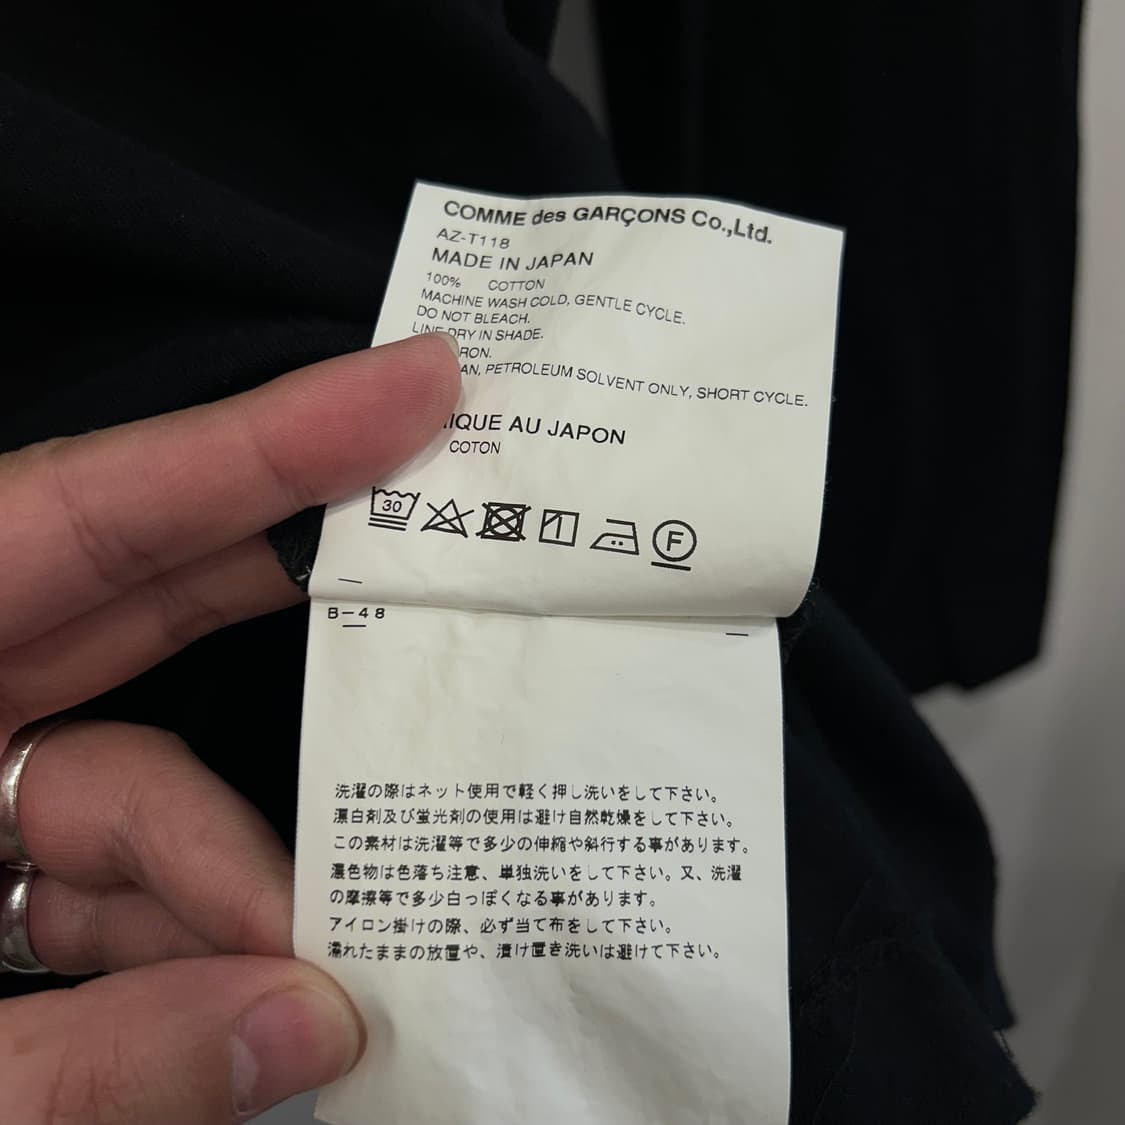 COMME des GARÇONS Co.,Ltd.
AZ-T118
MADE IN JAPAN
100% COTTON
MACHINE WASH COLD, GENTLE CYCLE.
DO NOT BLEACH.
LINE DRY IN SHADE.
RON.
AN, PETROLEUM SOLVENT ONLY, SHORT CYCLE.
IQUE AU JAPON
COTON
30
F
B-48
洗濯の際はネット使用で軽く押し洗いをして下さい。
漂白剤及び蛍光剤の使用は避け自然乾燥をして下さい。
この素材は洗濯等で多少の伸縮や斜行する事があります。
濃色物は色落ち注意、単独洗いをして下さい。又、洗濯
の摩擦等で多少白っぽくなる事があります。
アイロン掛けの際、必ず当て布をして下さい。
濡れたままの放置や、漬け置き洗いは避けて下さい。